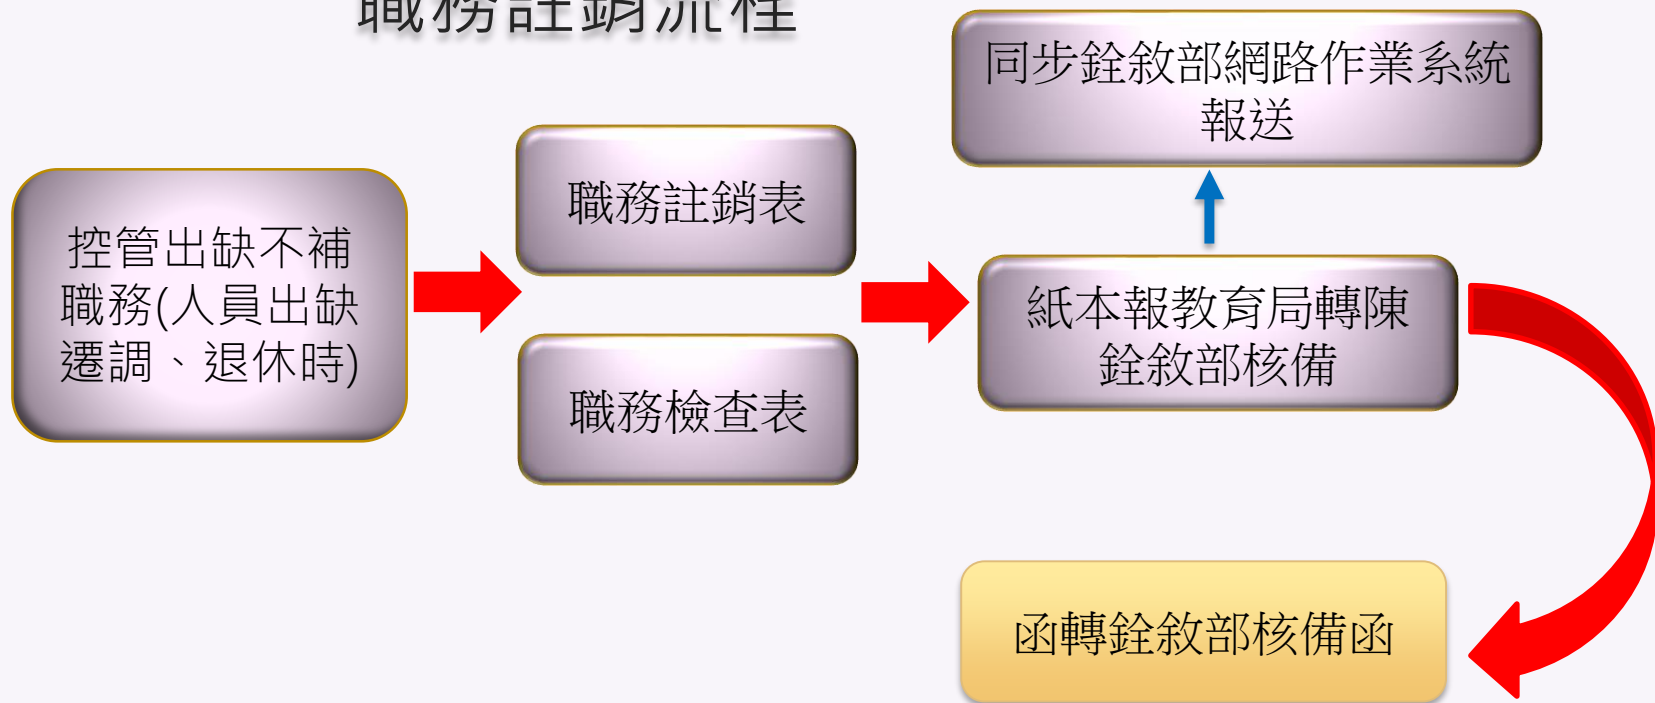 職務註銷流程
控管出缺不補
職務(人員出缺
遷調、退休時)
職務註銷表
職務檢查表
同步銓敘部網路作業系統
報送
紙本報教育局轉陳
銓敘部核備
函轉銓敘部核備函